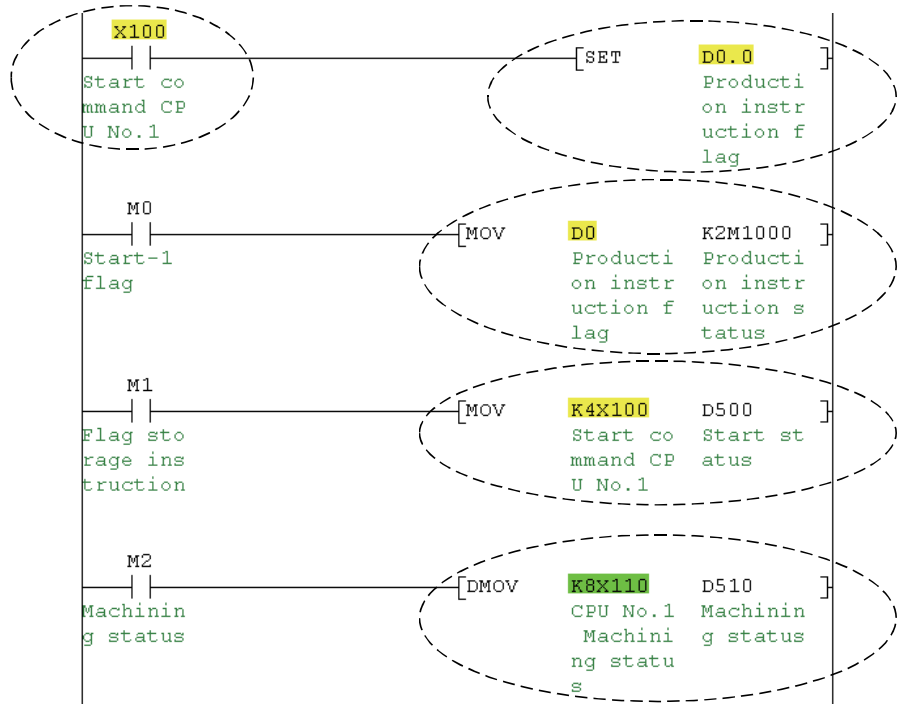 X100
SET D0.0
Start co
mmand CP
U No.1
Producti
on instr
uction f
lag
M0
MOV D0 K2M1000
Start-1
flag
Producti Producti
on instr on instr
uction f uction s
lag tatus
M1
MOV K4X100 D500
Flag sto
rage ins
truction
Start co Start st
mmand CP atus
U No.1
M2
DMOV K8X110 D510
Machinin
g status
CPU No.1 Machinin
Machini g status
ng statu
s